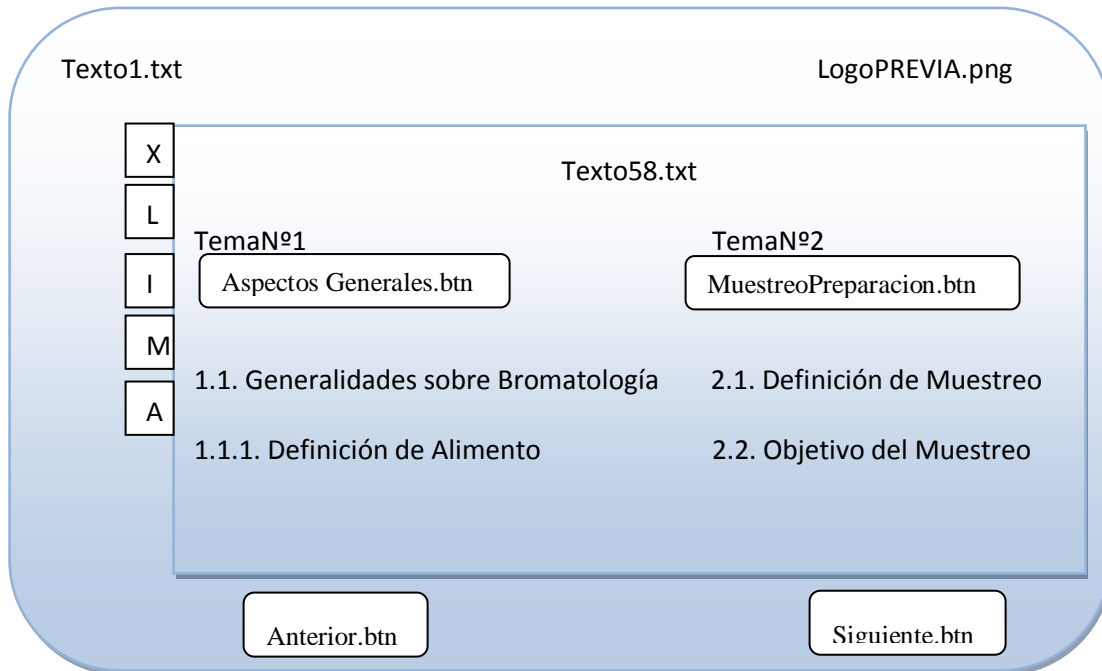 Texto1.txt LogoPREVIA.png
X
L
I
M
A
Texto58.txt
TemaNº1 TemaNº2
Aspectos Generales.btn MuestreoPreparacion.btn
1.1. Generalidades sobre Bromatología 2.1. Definición de Muestreo
1.1.1. Definición de Alimento 2.2. Objetivo del Muestreo
Anterior.btn Siguiente.btn